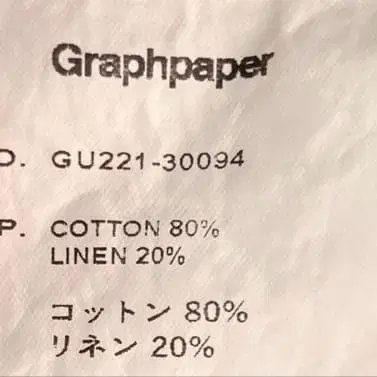 Graphpaper
O. GU221-30094
P. COTTON 80%
LINEN 20%
コットン 80%
リネン 20%